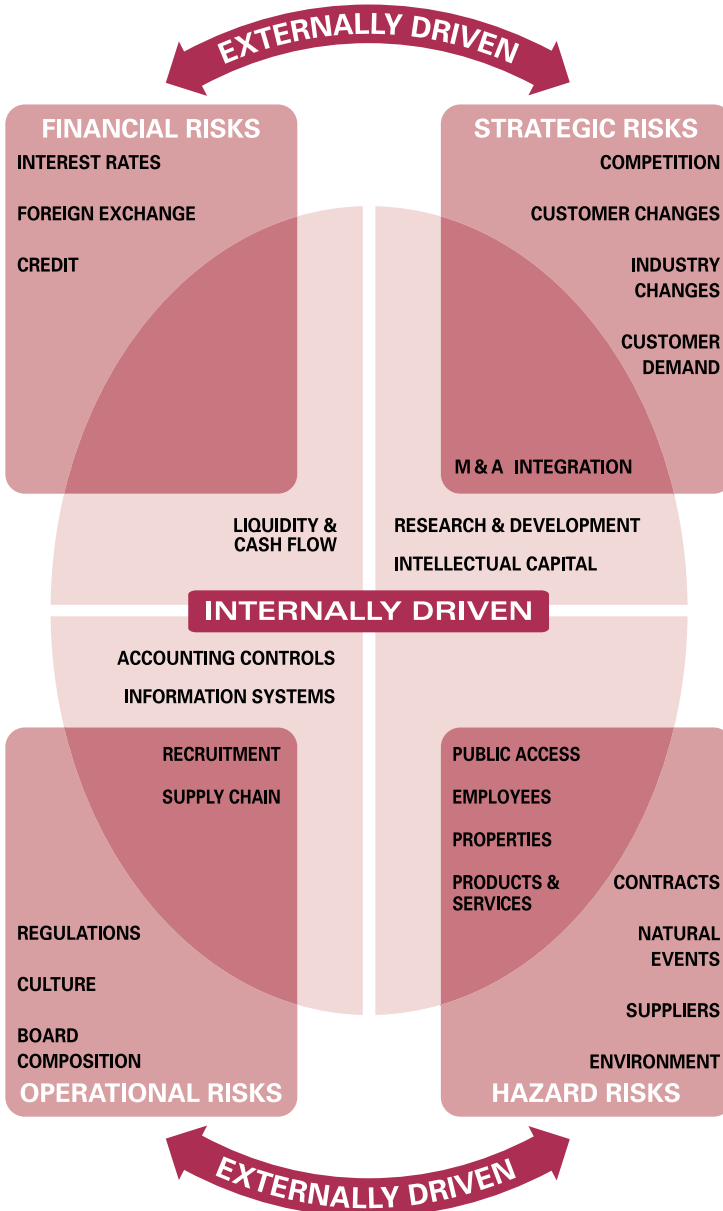 EXTERNALLY DRIVEN
FINANCIAL RISKS
INTEREST RATES
FOREIGN EXCHANGE
CREDIT
STRATEGIC RISKS
COMPETITION
CUSTOMER CHANGES
INDUSTRY
CHANGES
CUSTOMER
DEMAND
M & A INTEGRATION
LIQUIDITY &
CASH FLOW
RESEARCH & DEVELOPMENT
INTELLECTUAL CAPITAL
INTERNALLY DRIVEN
ACCOUNTING CONTROLS
INFORMATION SYSTEMS
RECRUITMENT
SUPPLY CHAIN
REGULATIONS
CULTURE
BOARD
COMPOSITION
OPERATIONAL RISKS
PUBLIC ACCESS
EMPLOYEES
PROPERTIES
PRODUCTS &
SERVICES
CONTRACTS
NATURAL
EVENTS
SUPPLIERS
ENVIRONMENT
HAZARD RISKS
EXTERNALLY DRIVEN